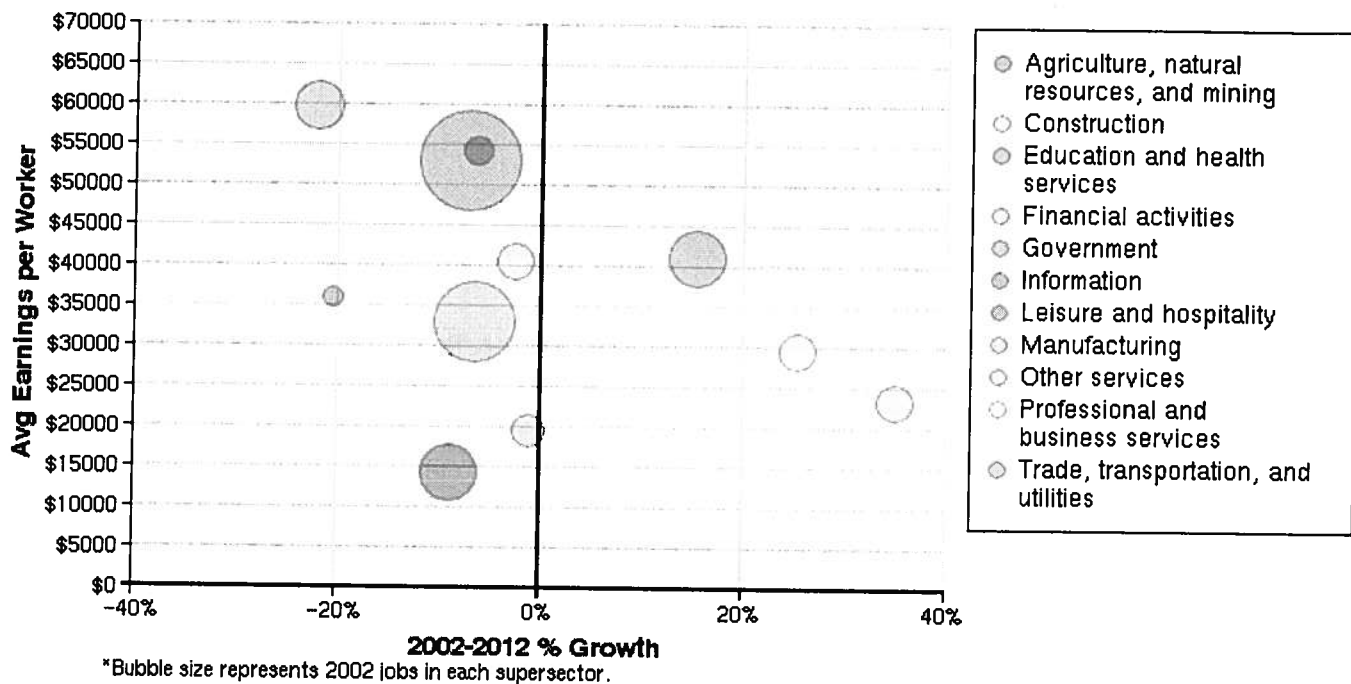 $70000
$65000
$60000
$55000
$50000
$45000
$40000
$35000
$30000
$25000
$20000
$15000
$10000
$5000
$0
Avg Earnings per Worker
-40%
-20%
0%
20%
40%
2002-2012 % Growth
*Bubble size represents 2002 jobs in each supersector.
Agriculture, natural
resources, and mining
Construction
Education and health
services
Financial activities
Government
Information
Leisure and hospitality
Manufacturing
Other services
Professional and
business services
Trade, transportation, and
utilities